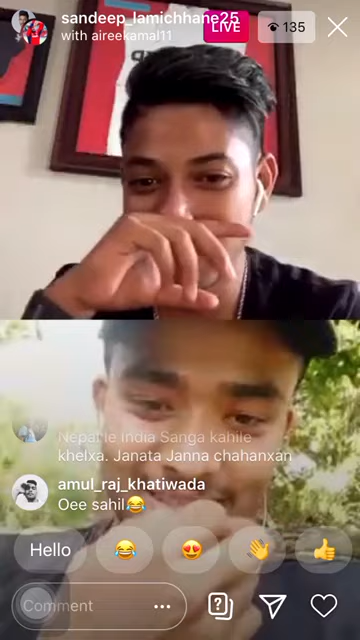 sandeep_lamichhane25
LIVE
135
with aireekamal11
Nepal le India Sanga kahile
khelxa. Janata Janna chahanxan
amul_raj_khatiwada
Oee sahil😂
Hello
😂
😍
👋
👍
Comment